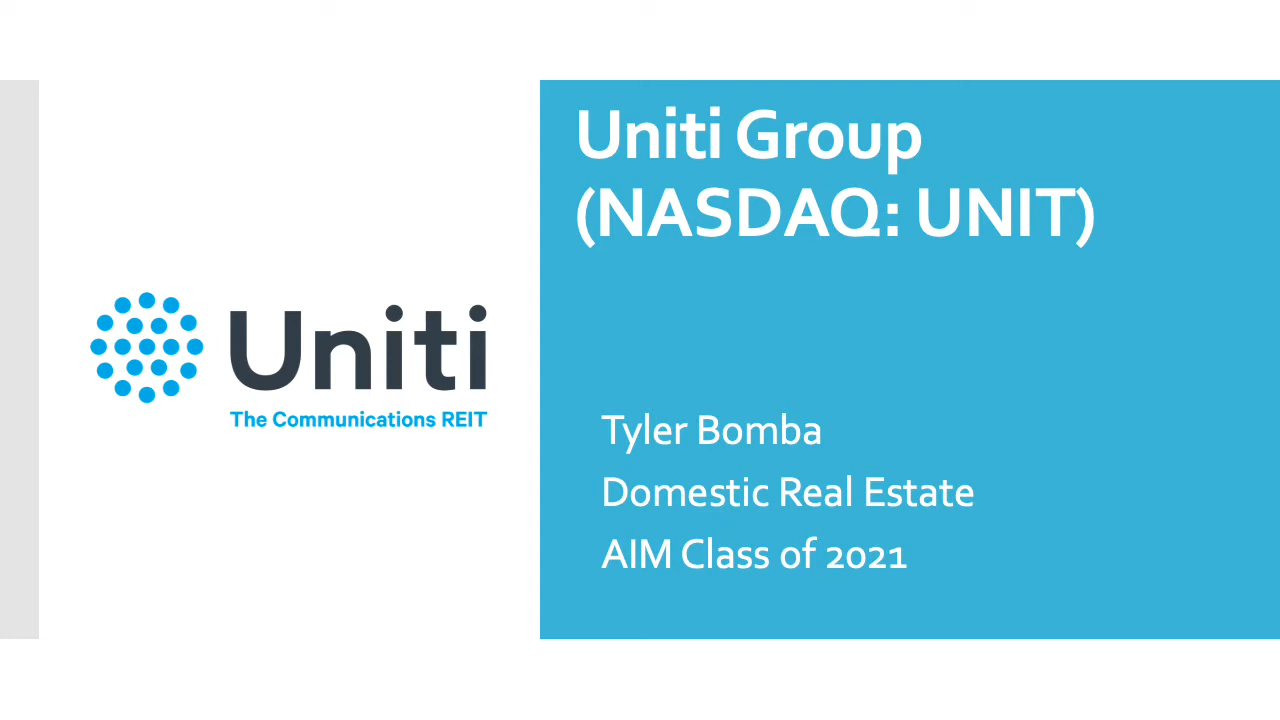 Uniti
The Communications REIT
Uniti Group
(NASDAQ: UNIT)
Tyler Bomba
Domestic Real Estate
AIM Class of 2021